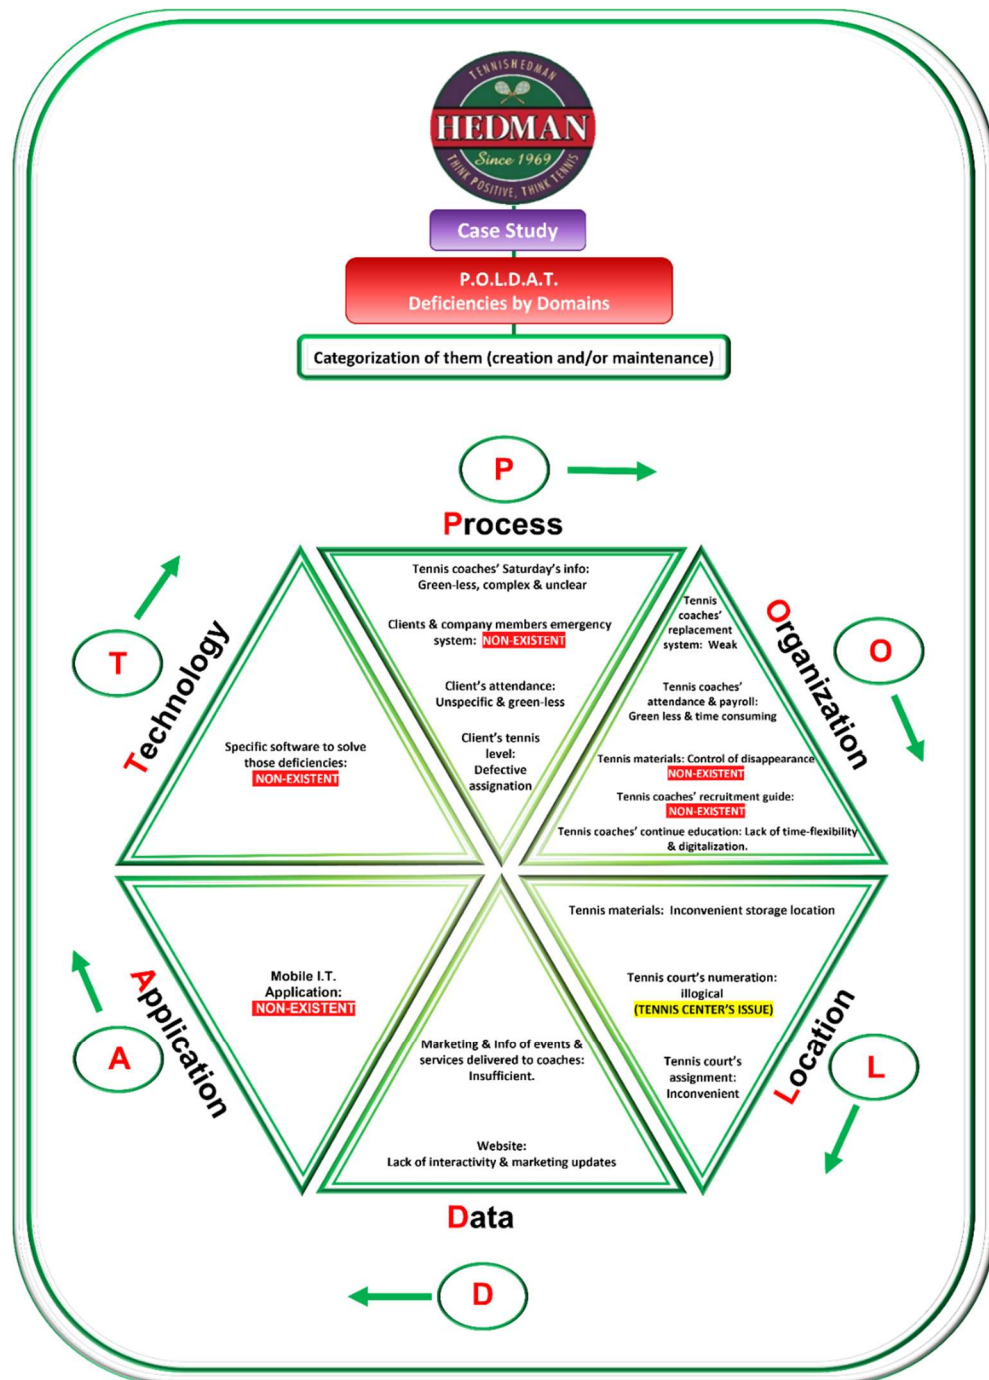 TENNISHEDMAN
HEDMAN
Since 1969
THINK POSITIVE, THINK TENNIS
Case Study
P.O.L.D.A.T.
Deficiencies by Domains
Categorization of them (creation and/or maintenance)
P
Process
Tennis coaches' Saturday's info:
Green-less, complex & unclear
Clients & company members emergency
system: NON-EXISTENT
Client's attendance:
Unspecific & green-less
Client's tennis
level:
Defective
assignation
O
Organization
Tennis
coaches'
replacement
system: Weak
Tennis coaches'
attendance & payroll:
Green less & time consuming
Tennis materials: Control of disappearance
NON-EXISTENT
Tennis coaches' recruitment guide:
NON-EXISTENT
Tennis coaches' continue education: Lack of time-flexibility
& digitalization.
L
Location
Tennis materials: Inconvenient storage location
Tennis court's numeration:
illogical
(TENNIS CENTER'S ISSUE)
Tennis court's
assignment:
Inconvenient
D
Data
Marketing & Info of events &
services delivered to coaches:
Insufficient.
Website:
Lack of interactivity & marketing updates
A
Application
Mobile I.T.
Application:
NON-EXISTENT
T
Technology
Specific software to solve
those deficiencies:
NON-EXISTENT